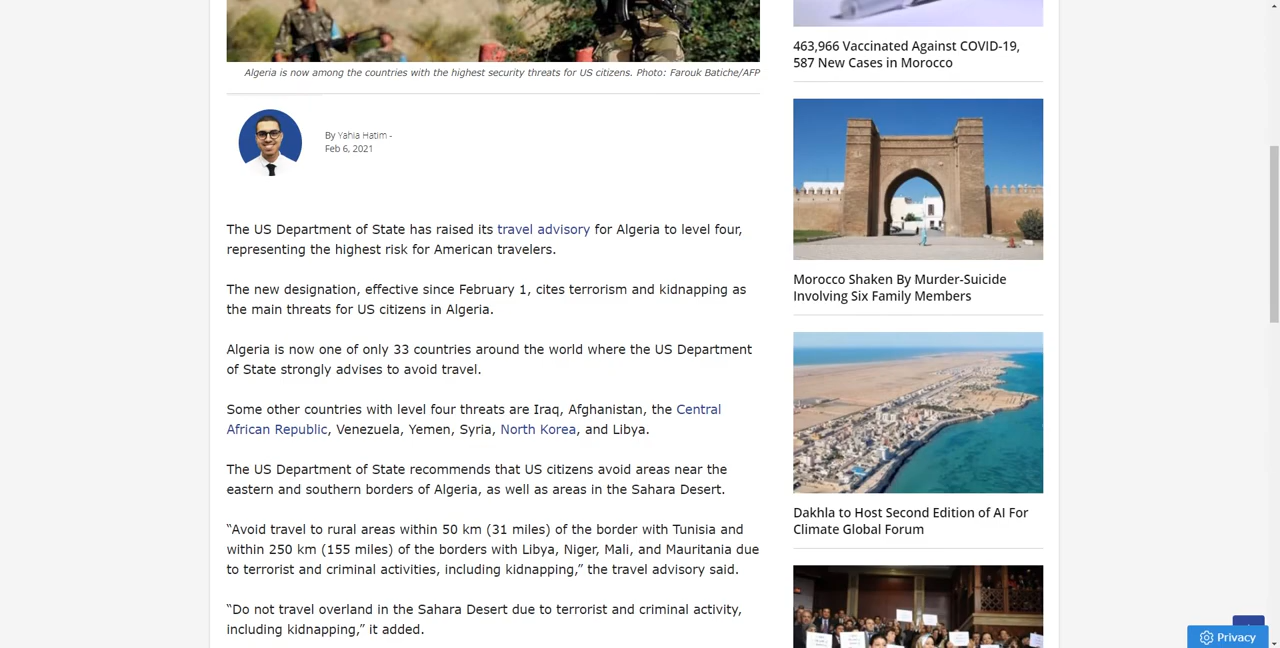 Algeria is now among the countries with the highest security threats for US citizens. Photo: Farouk Batiche/AFP
By Yahia Hatim -
Feb 6, 2021
The US Department of State has raised its travel advisory for Algeria to level four,
representing the highest risk for American travelers.
The new designation, effective since February 1, cites terrorism and kidnapping as
the main threats for US citizens in Algeria.
Algeria is now one of only 33 countries around the world where the US Department
of State strongly advises to avoid travel.
Some other countries with level four threats are Iraq, Afghanistan, the Central
African Republic, Venezuela, Yemen, Syria, North Korea, and Libya.
The US Department of State recommends that US citizens avoid areas near the
eastern and southern borders of Algeria, as well as areas in the Sahara Desert.
“Avoid travel to rural areas within 50 km (31 miles) of the border with Tunisia and
within 250 km (155 miles) of the borders with Libya, Niger, Mali, and Mauritania due
to terrorist and criminal activities, including kidnapping,” the travel advisory said.
“Do not travel overland in the Sahara Desert due to terrorist and criminal activity,
including kidnapping,” it added.
463,966 Vaccinated Against COVID-19,
587 New Cases in Morocco
Morocco Shaken By Murder-Suicide
Involving Six Family Members
Dakhla to Host Second Edition of AI For
Climate Global Forum
Privacy